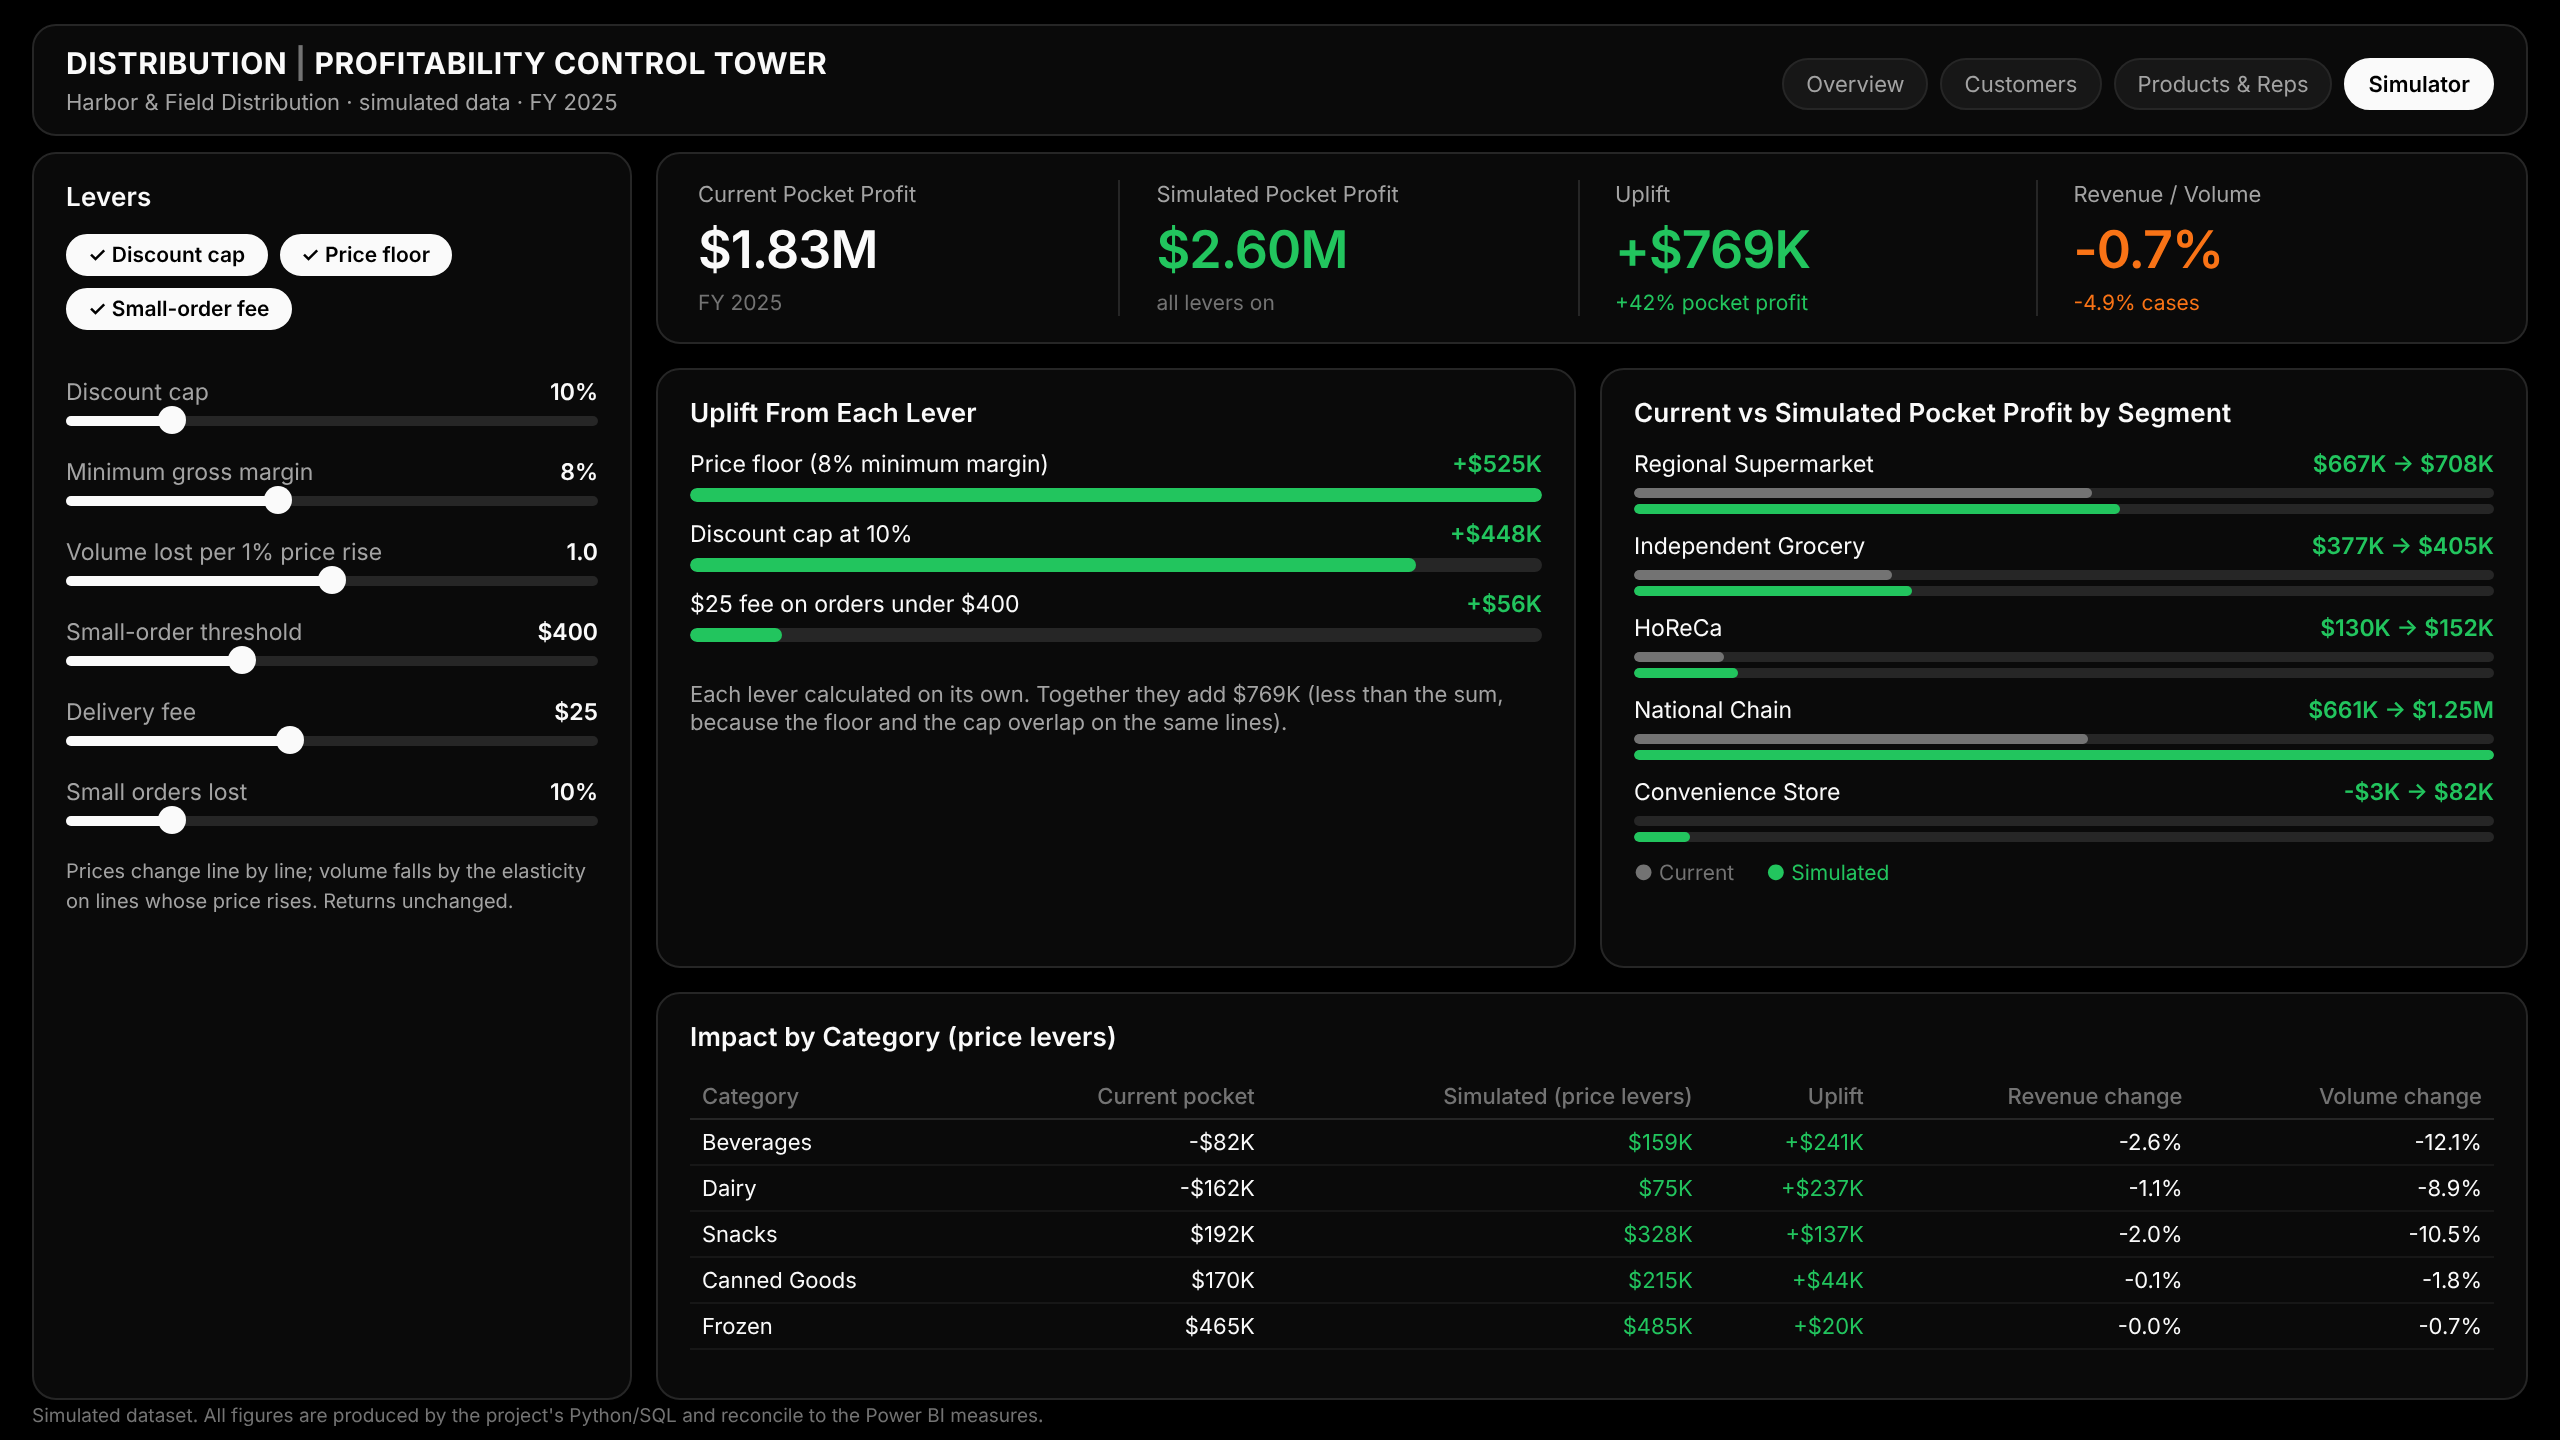 DISTRIBUTION | PROFITABILITY CONTROL TOWER
Harbor & Field Distribution · simulated data · FY 2025
Overview
Customers
Products & Reps
Simulator
Levers
✓ Discount cap
✓ Price floor
✓ Small-order fee
Discount cap 10%
Minimum gross margin 8%
Volume lost per 1% price rise 1.0
Small-order threshold $400
Delivery fee $25
Small orders lost 10%
Prices change line by line; volume falls by the elasticity
on lines whose price rises. Returns unchanged.
Current Pocket Profit
$1.83M
FY 2025
Simulated Pocket Profit
$2.60M
all levers on
Uplift
+$769K
+42% pocket profit
Revenue / Volume
-0.7%
-4.9% cases
Uplift From Each Lever
Price floor (8% minimum margin) +$525K
Discount cap at 10% +$448K
$25 fee on orders under $400 +$56K
Each lever calculated on its own. Together they add $769K (less than the sum,
because the floor and the cap overlap on the same lines).
Current vs Simulated Pocket Profit by Segment
Regional Supermarket $667K → $708K
Independent Grocery $377K → $405K
HoReCa $130K → $152K
National Chain $661K → $1.25M
Convenience Store -$3K → $82K
Current
Simulated
Impact by Category (price levers)
Category Current pocket Simulated (price levers) Uplift Revenue change Volume change
Beverages -$82K $159K +$241K -2.6% -12.1%
Dairy -$162K $75K +$237K -1.1% -8.9%
Snacks $192K $328K +$137K -2.0% -10.5%
Canned Goods $170K $215K +$44K -0.1% -1.8%
Frozen $465K $485K +$20K -0.0% -0.7%
Simulated dataset. All figures are produced by the project's Python/SQL and reconcile to the Power BI measures.